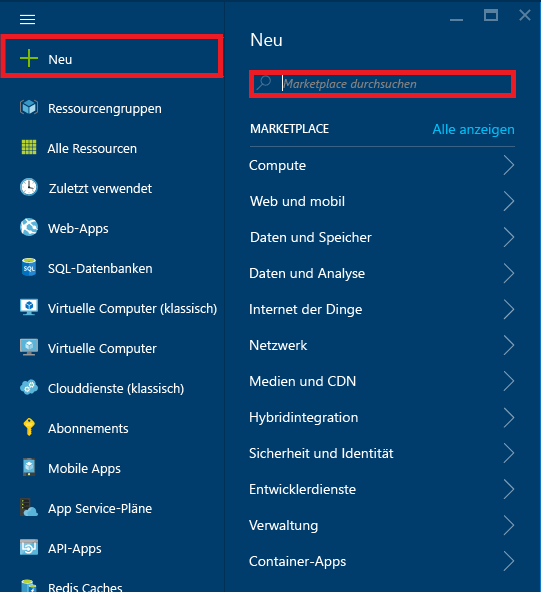 Neu
Ressourcengruppen
Alle Ressourcen
Zuletzt verwendet
Web-Apps
SQL-Datenbanken
Virtuelle Computer (klassisch)
Virtuelle Computer
Clouddienste (klassisch)
Abonnements
Mobile Apps
App Service-Pläne
API-Apps
Redis Caches
Neu
Marketplace durchsuchen
MARKETPLACE Alle anzeigen
Compute
Web und mobil
Daten und Speicher
Daten und Analyse
Internet der Dinge
Netzwerk
Medien und CDN
Hybridintegration
Sicherheit und Identität
Entwicklerdienste
Verwaltung
Container-Apps